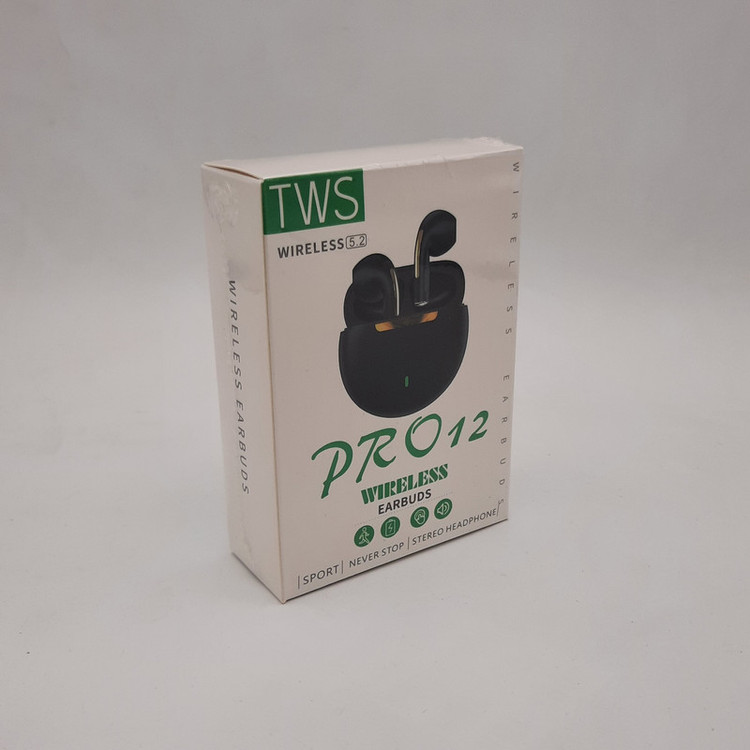 TWS
WIRELESS 5.2
PRO12
WIRELESS
EARBUDS
|SPORT| NEVER STOP |STEREO HEADPHONE|
WIRELESS EARBUDS
WIRELESS EARBUDS